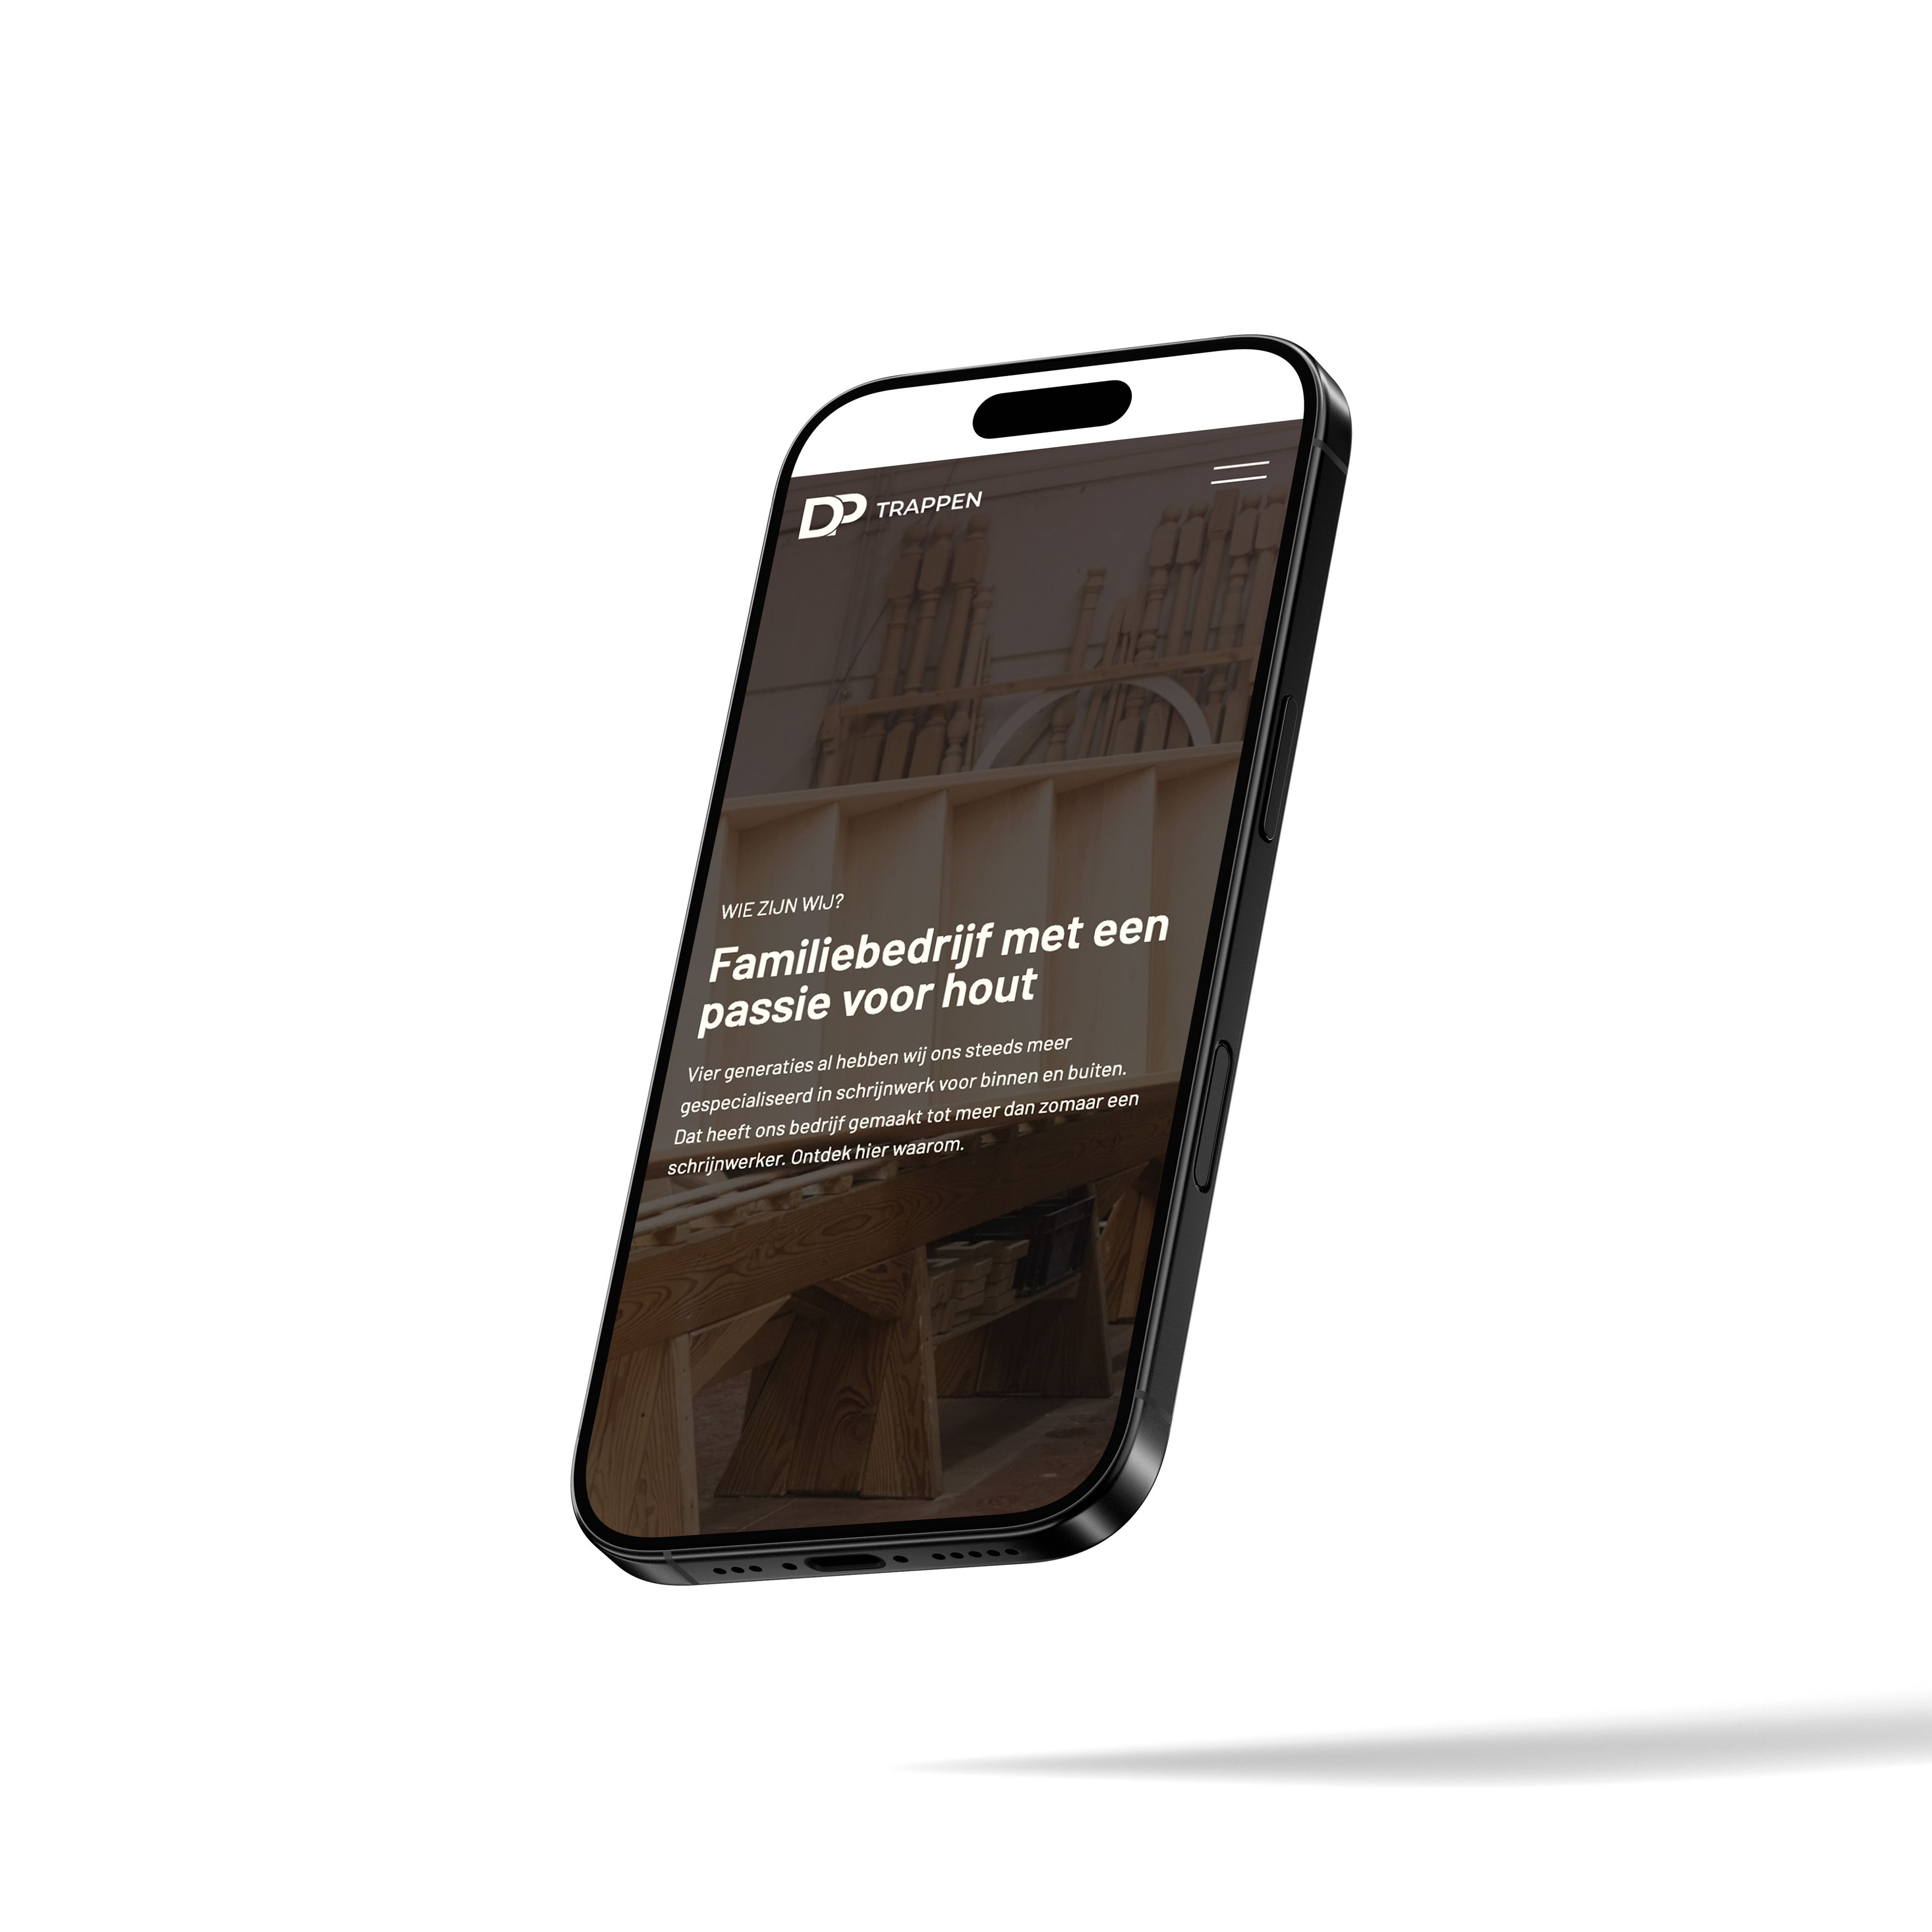 DP TRAPPEN
WIE ZIJN WIJ?
Familiebedrijf met een
passie voor hout
Vier generaties al hebben wij ons steeds meer
gespecialiseerd in schrijnwerk voor binnen en buiten.
Dat heeft ons bedrijf gemaakt tot meer dan zomaar een
schrijnwerker. Ontdek hier waarom.